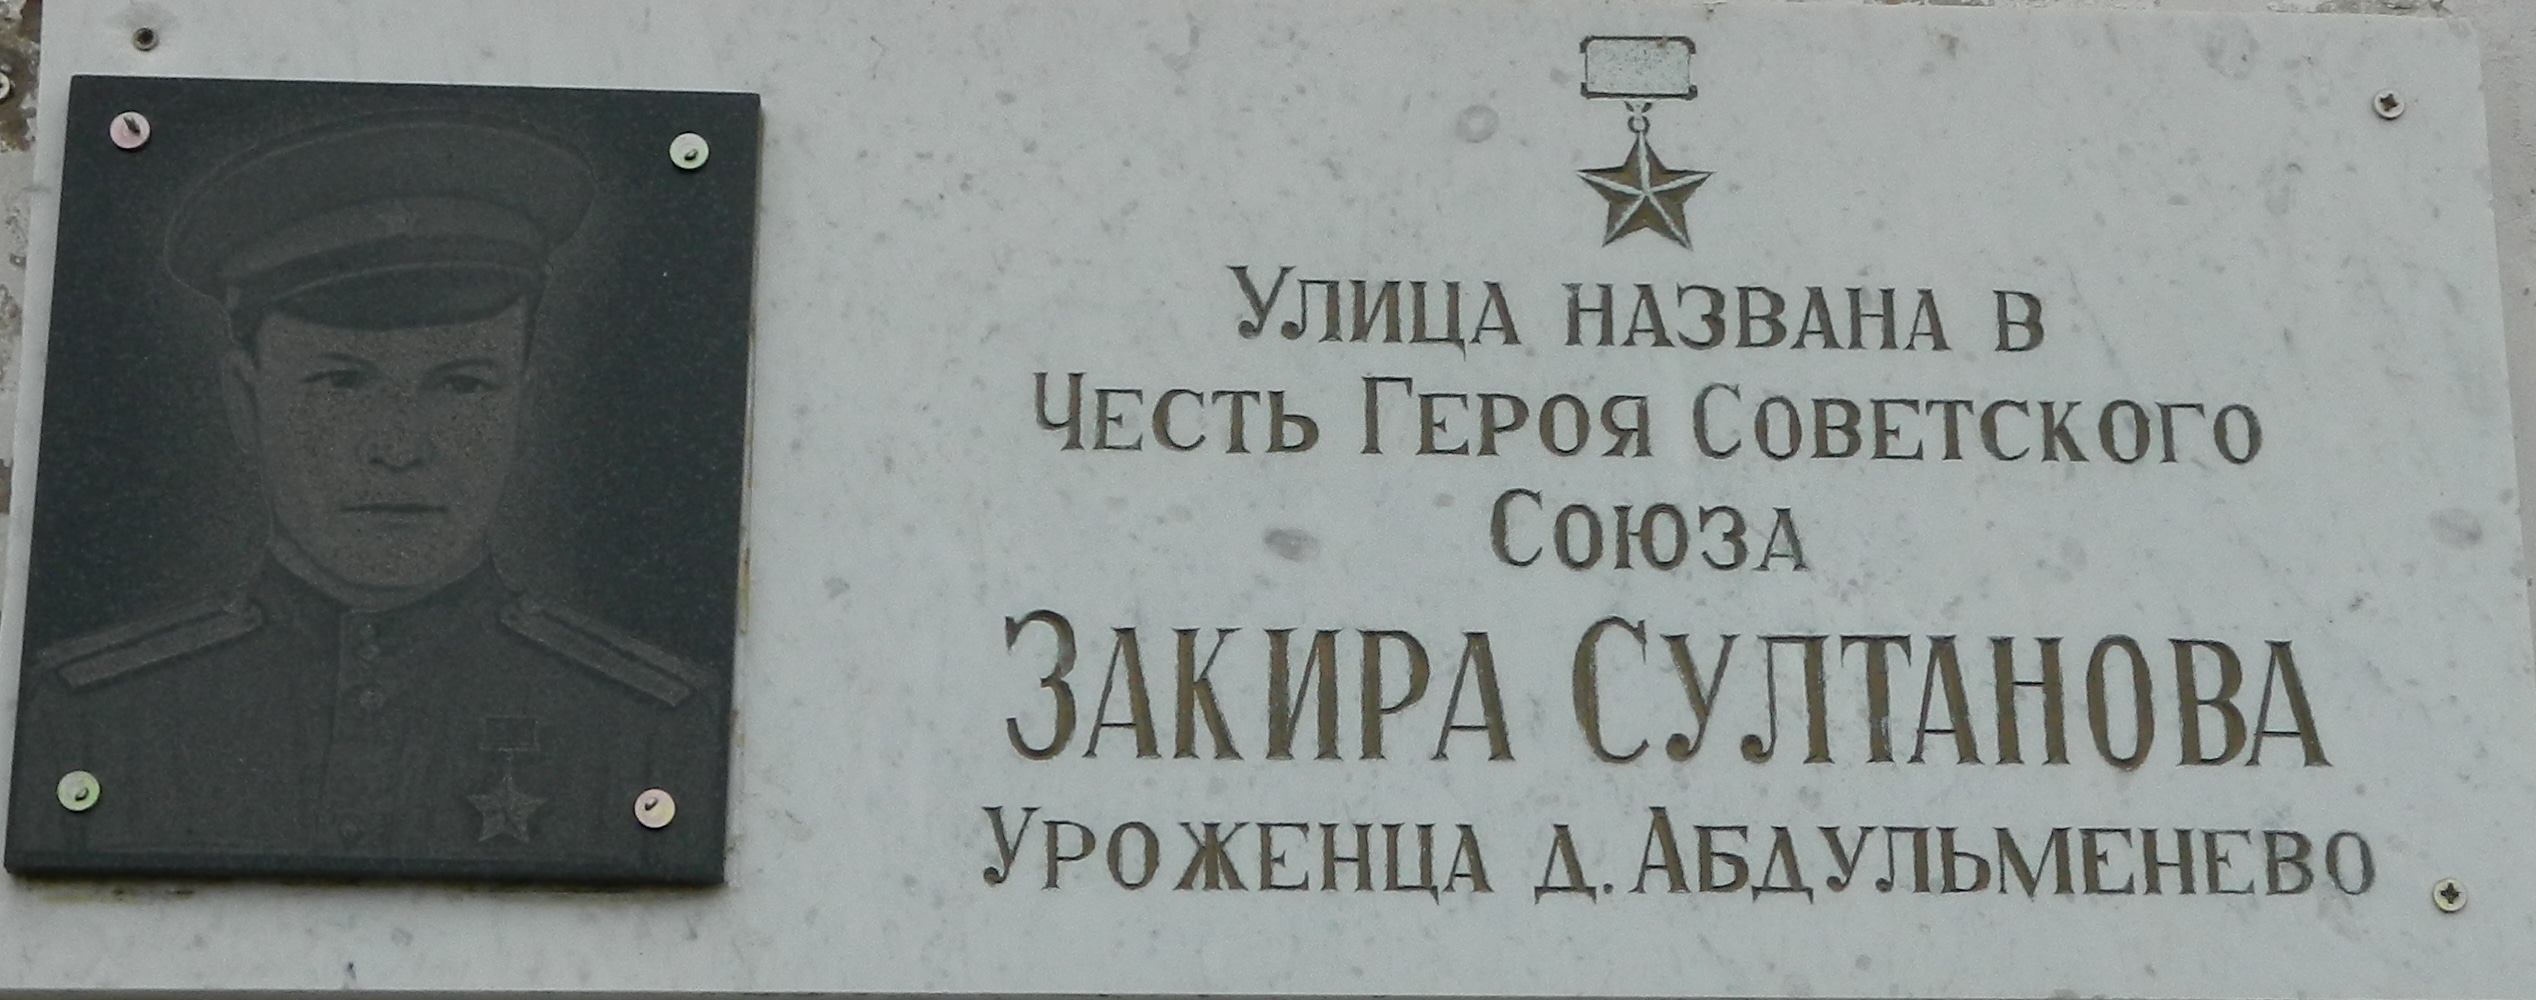 Улица названа в
Честь Героя Советского
Союза
Закира Султанова
Уроженца д. Абдульменево